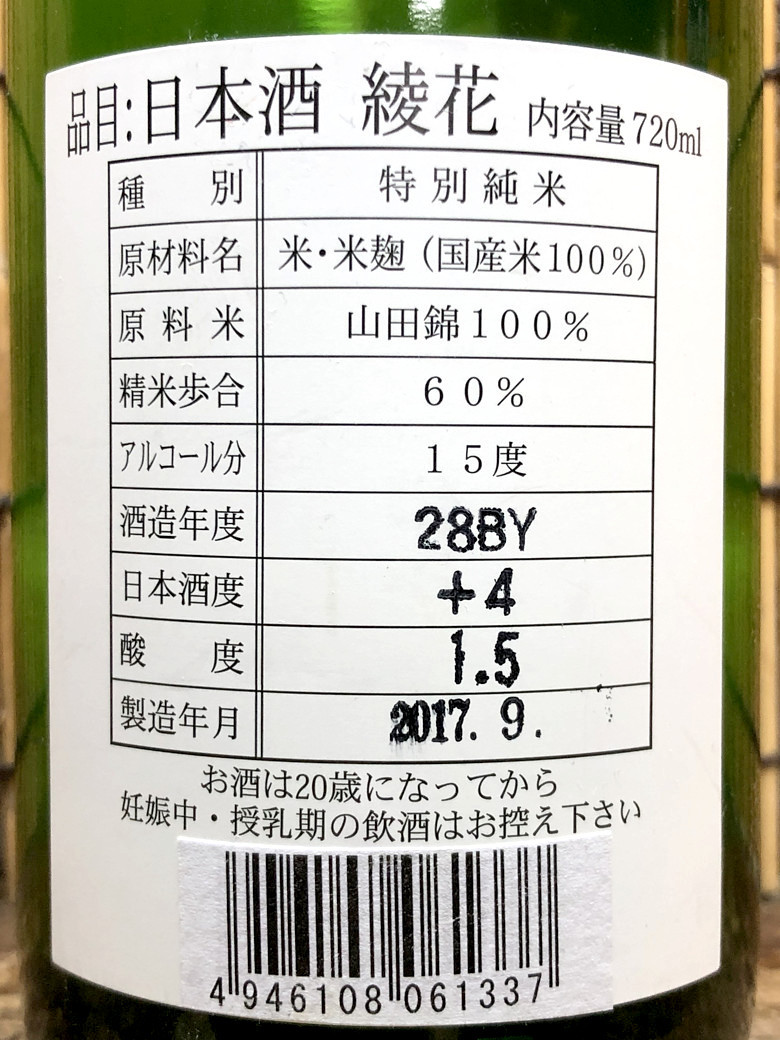 品目:日本酒 綾花 内容量720ml
種別 特別純米
原材料名 米・米麹（国産米100%）
原料米 山田錦１００％
精米歩合 ６０％
アルコール分 １５度
酒造年度 28BY
日本酒度 +4
酸度 1.5
製造年月 2017. 9.
お酒は20歳になってから
妊娠中・授乳期の飲酒はお控え下さい
4 946108 061337